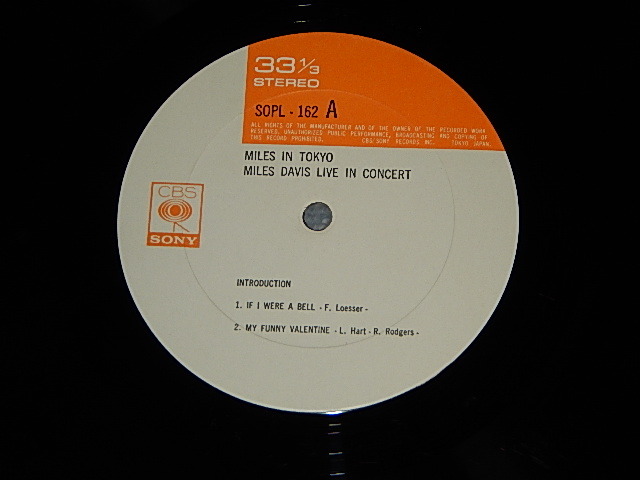 33 1/3
STEREO
SOPL - 162 A
ALL RIGHTS OF THE MANUFACTURER AND OF THE OWNER OF THE RECORDED WORK
RESERVED. UNAUTHORIZED PUBLIC PERFORMANCE, BROADCASTING AND COPYING OF
THIS RECORD PROHIBITED. CBS/SONY RECORDS INC. TOKYO JAPAN.
MILES IN TOKYO
MILES DAVIS LIVE IN CONCERT
CBS
SONY
INTRODUCTION
1. IF I WERE A BELL - F. Loesser -
2. MY FUNNY VALENTINE - L. Hart - R. Rodgers -